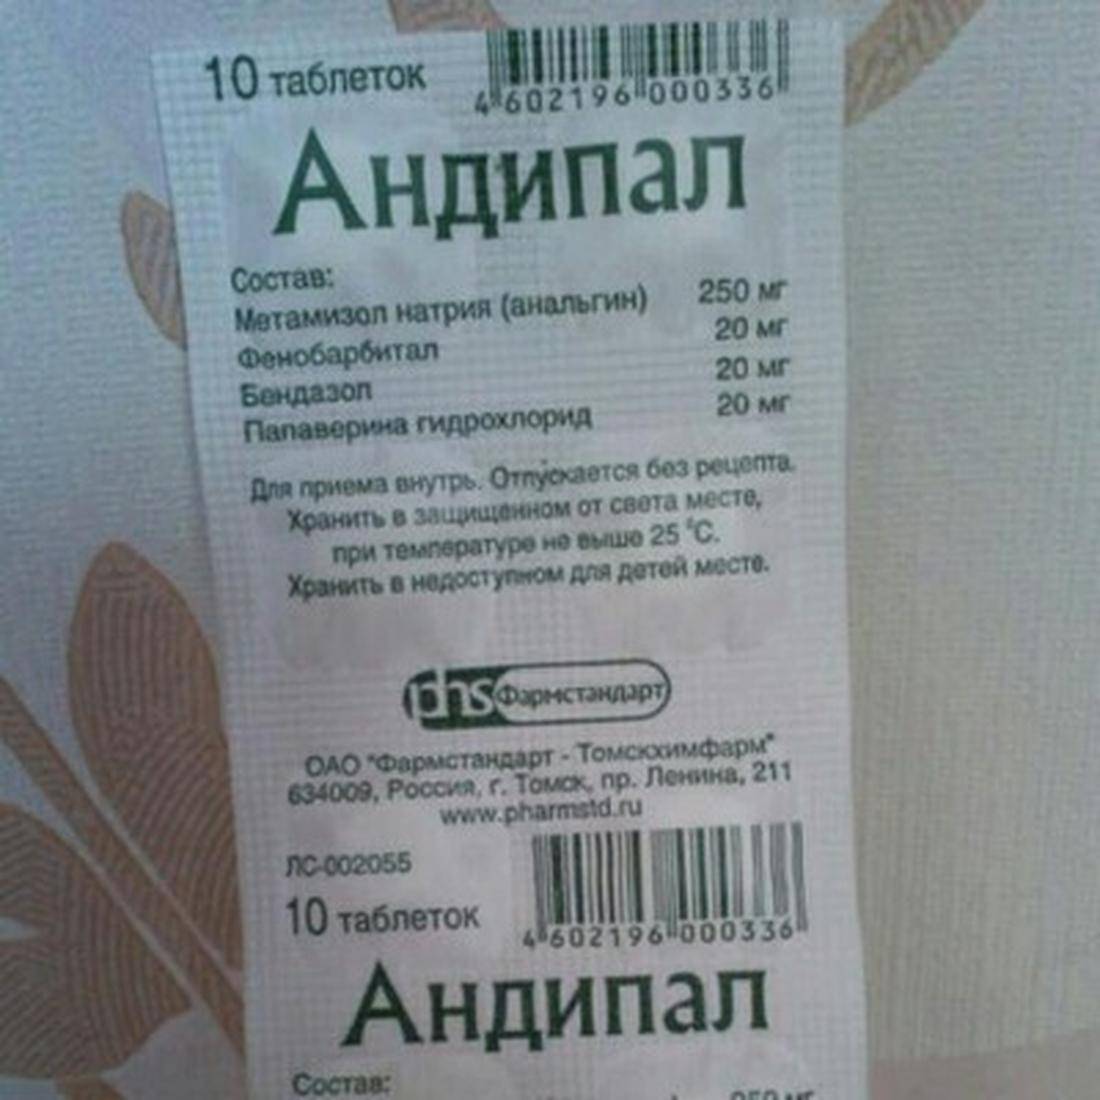 10 таблеток
4 602196 000336
Андипал
Состав:
Метамизол натрия (анальгин) 250 мг
Фенобарбитал 20 мг
Бендазол 20 мг
Папаверина гидрохлорид 20 мг
Для приема внутрь. Отпускается без рецепта.
Хранить в защищенном от света месте,
при температуре не выше 25 °С.
Хранить в недоступном для детей месте.
phs Фармстандарт
ОАО "Фармстандарт - Томскхимфарм"
634009, Россия, г. Томск, пр. Ленина, 211
www.pharmstd.ru
ЛС-002055
10 таблеток
4 602196 000336
Андипал
Состав:
250 мг